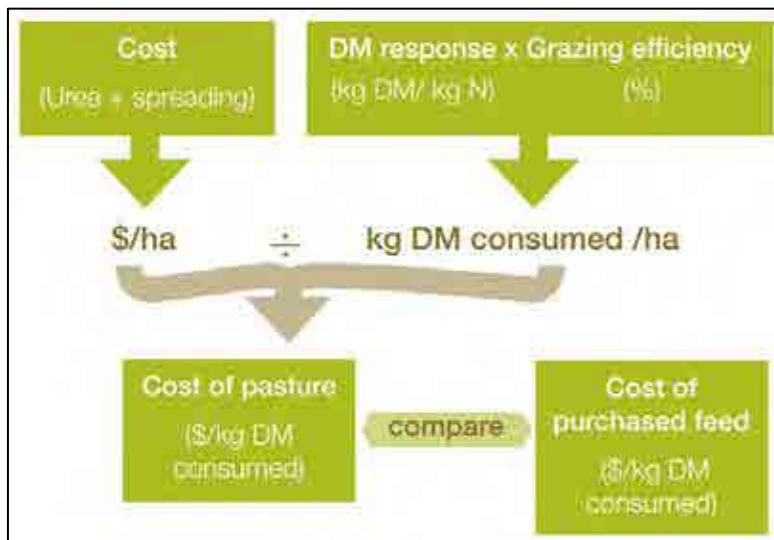 Cost
(Urea + spreading)
DM response x Grazing efficiency
(kg DM/ kg N) (%)
$/ha ÷ kg DM consumed /ha
Cost of pasture
($/kg DM
consumed)
compare
Cost of
purchased feed
($/kg DM
consumed)